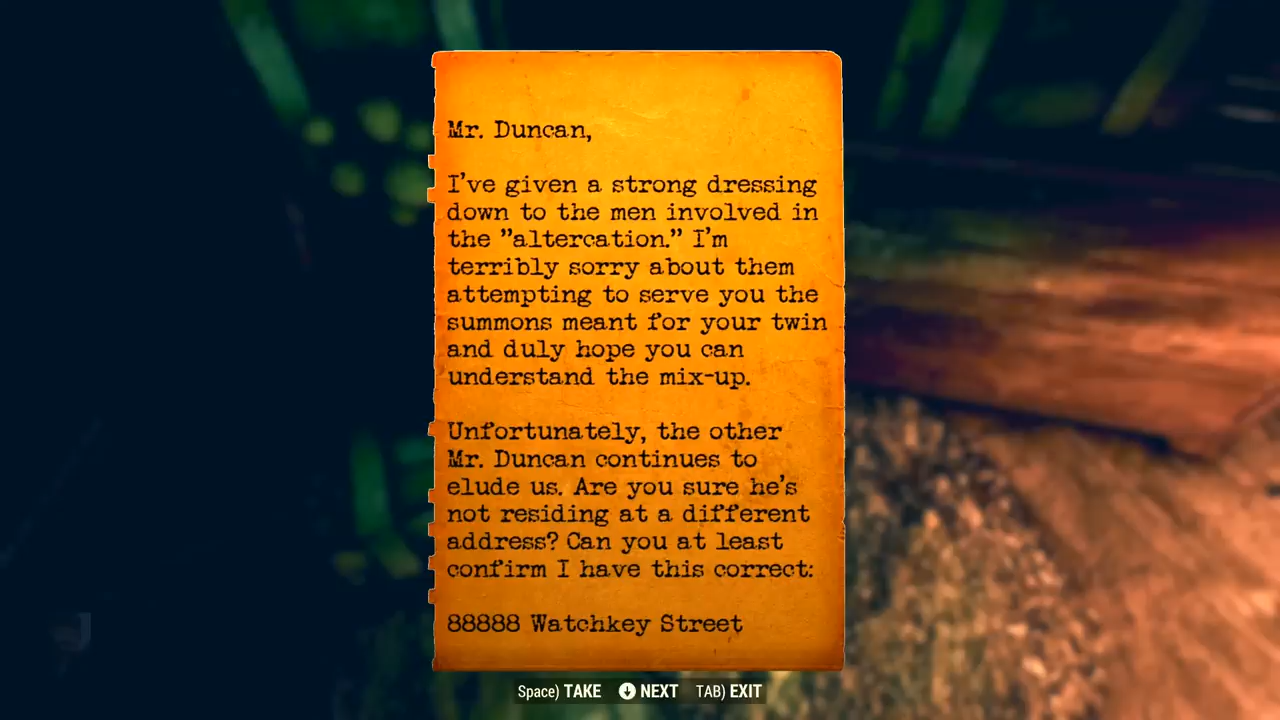 Mr. Duncan,
I've given a strong dressing
down to the men involved in
the "altercation." I'm
terribly sorry about them
attempting to serve you the
summons meant for your twin
and duly hope you can
understand the mix-up.
Unfortunately, the other
Mr. Duncan continues to
elude us. Are you sure he's
not residing at a different
address? Can you at least
confirm I have this correct:
88888 Watchkey Street
Space) TAKE NEXT TAB) EXIT